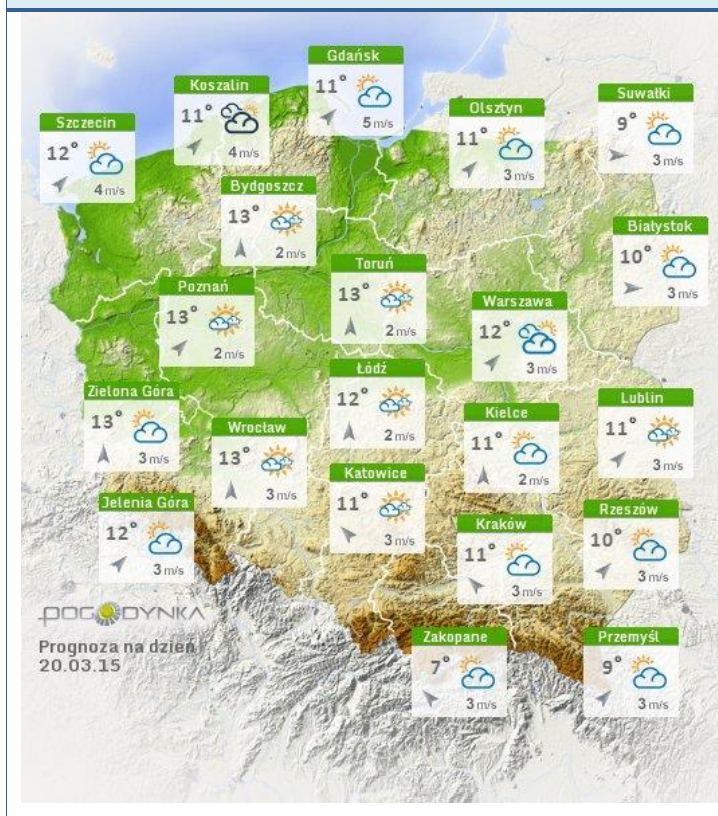 Gdańsk
11°
5 m/s
Koszalin
11°
4 m/s
Suwałki
9°
3 m/s
Olsztyn
11°
3 m/s
Szczecin
12°
4 m/s
Bydgoszcz
13°
2 m/s
Białystok
10°
3 m/s
Toruń
13°
2 m/s
Poznań
13°
2 m/s
Warszawa
12°
3 m/s
Łódź
12°
2 m/s
Zielona Góra
13°
3 m/s
Lublin
11°
3 m/s
Kielce
11°
2 m/s
Wrocław
13°
3 m/s
Katowice
11°
3 m/s
Jelenia Góra
12°
3 m/s
Rzeszów
10°
3 m/s
Kraków
11°
3 m/s
POGODYNKA
Prognoza na dzień
20.03.15
Zakopane
7°
3 m/s
Przemyśl
9°
3 m/s